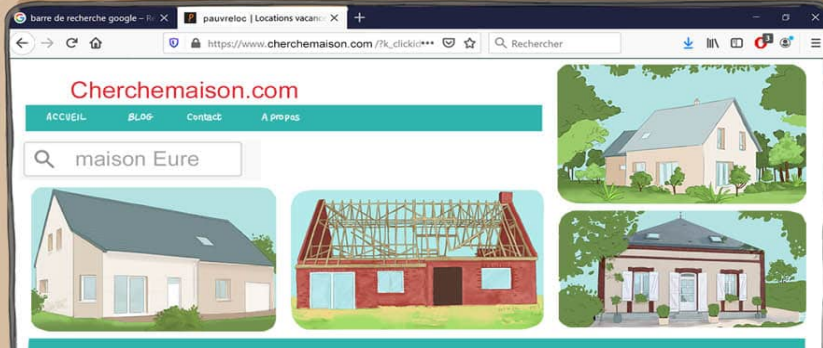 barre de recherche google – R
pauvreloc | Locations vacanc
https://www.cherchemaison.com/?k_clickid•••
Rechercher
3
Cherchemaison.com
ACCUEIL BLOG Contact A propos
maison Eure